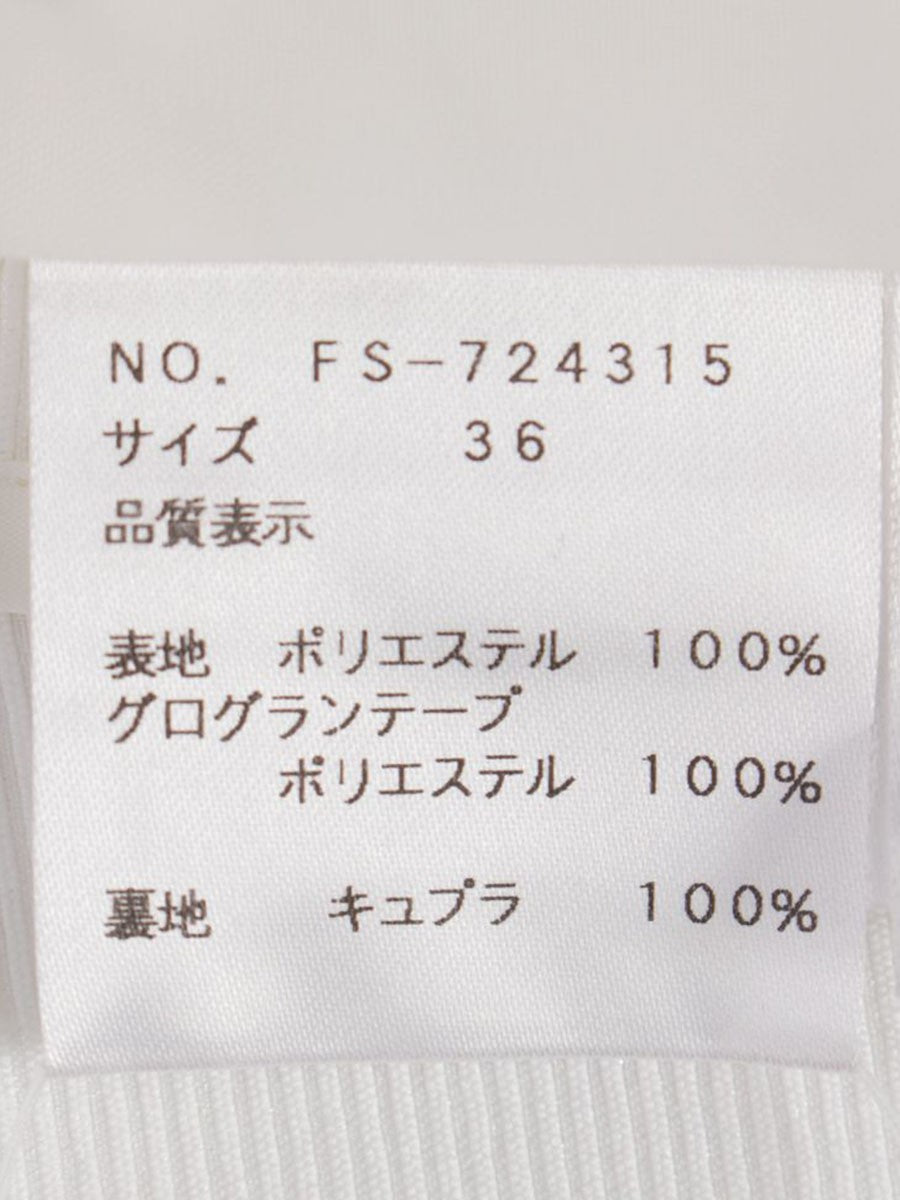 NO. FS-724315
サイズ 36
品質表示
表地 ポリエステル 100%
グログランテープ
ポリエステル 100%
裏地 キュプラ 100%